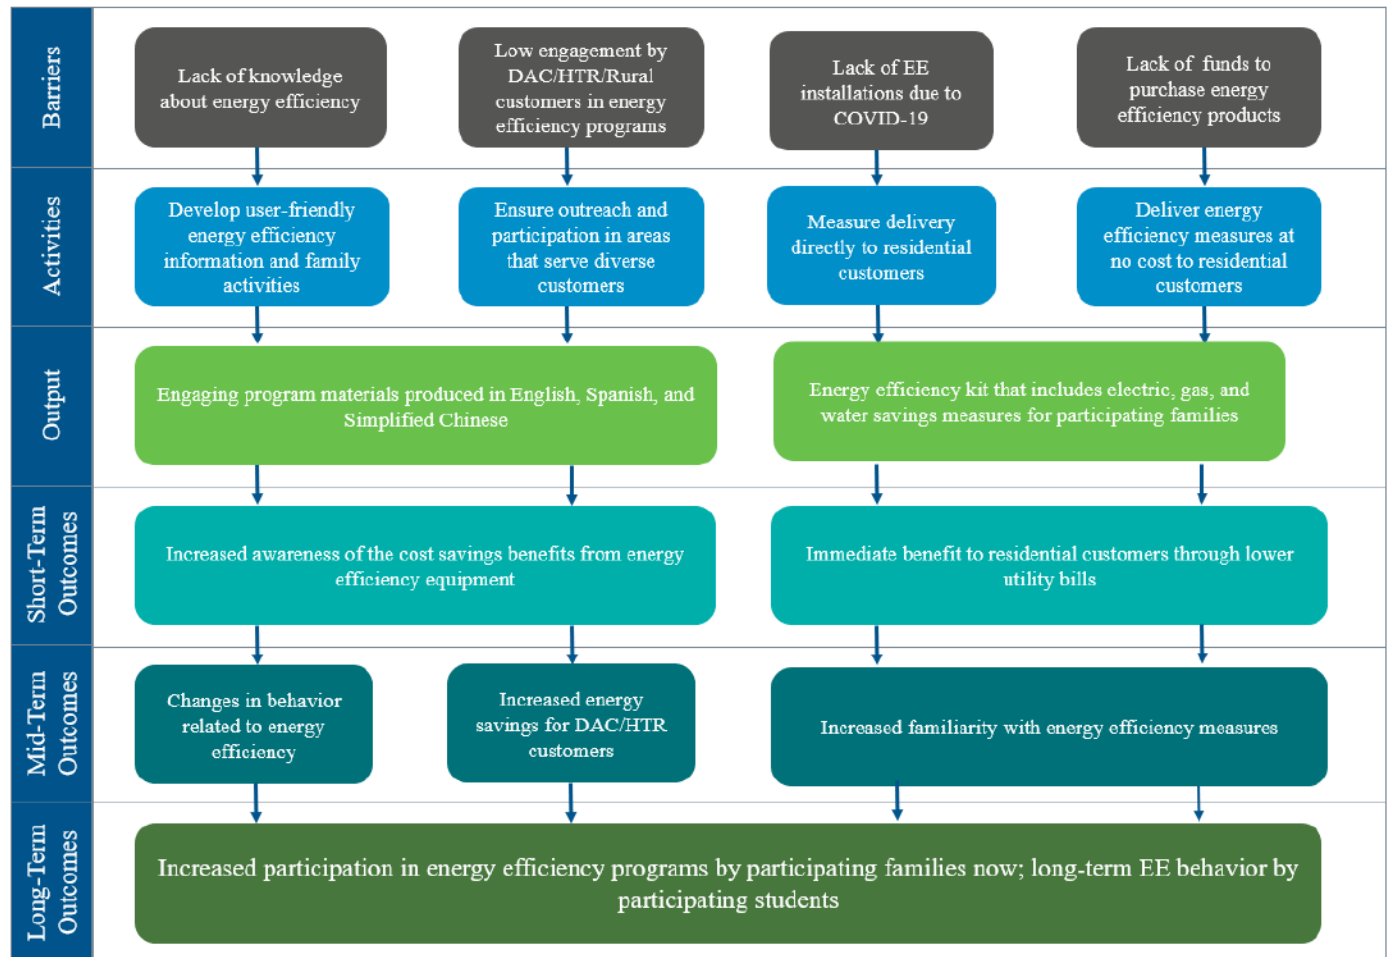 Barriers
Lack of knowledge
about energy efficiency
Low engagement by
DAC/HTR/Rural
customers in energy
efficiency programs
Lack of EE
installations due to
COVID-19
Lack of funds to
purchase energy
efficiency products
Activities
Develop user-friendly
energy efficiency
information and family
activities
Ensure outreach and
participation in areas
that serve diverse
customers
Measure delivery
directly to residential
customers
Deliver energy
efficiency measures at
no cost to residential
customers
Output
Engaging program materials produced in English, Spanish, and
Simplified Chinese
Energy efficiency kit that includes electric, gas, and
water savings measures for participating families
Short-Term
Outcomes
Increased awareness of the cost savings benefits from energy
efficiency equipment
Immediate benefit to residential customers through lower
utility bills
Mid-Term
Outcomes
Changes in behavior
related to energy
efficiency
Increased energy
savings for DAC/HTR
customers
Increased familiarity with energy efficiency measures
Long-Term
Outcomes
Increased participation in energy efficiency programs by participating families now; long-term EE behavior by
participating students